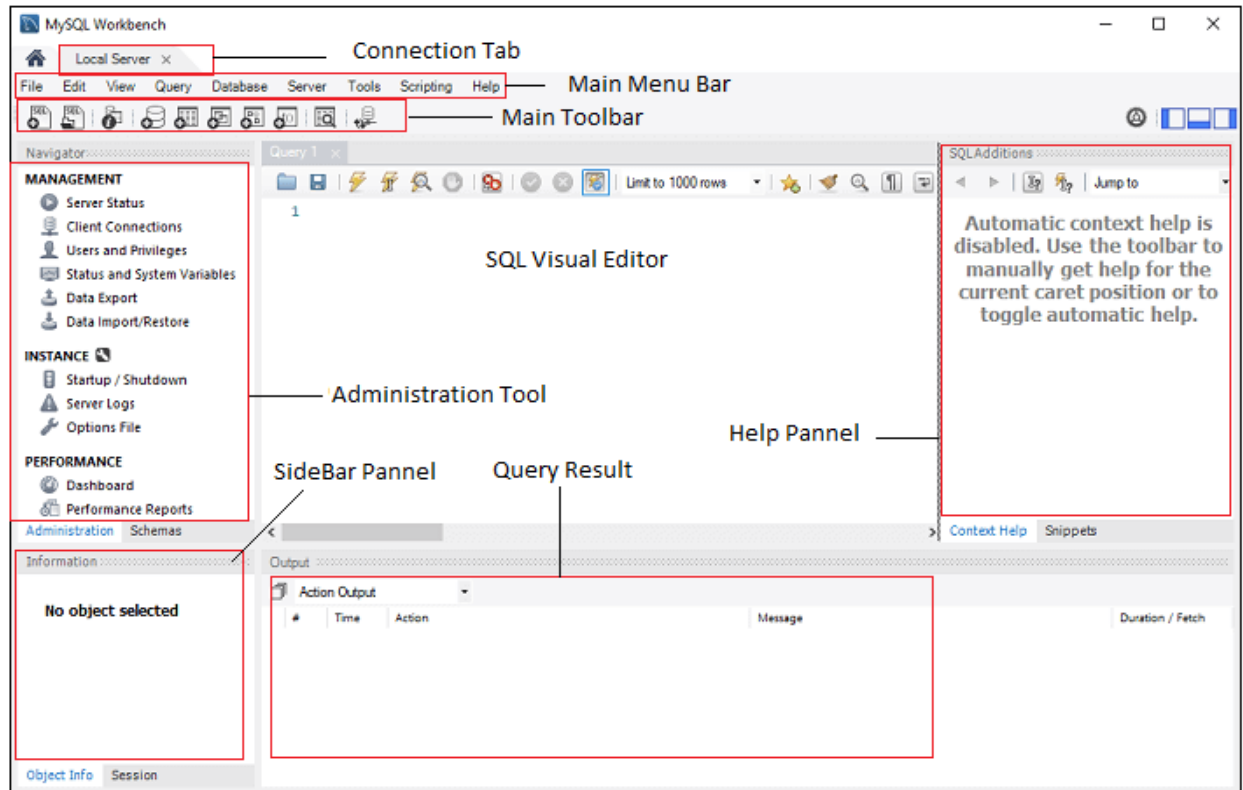 MySQL Workbench
Local Server
Connection Tab
File Edit View Query Database Server Tools Scripting Help
Main Menu Bar
Main Toolbar
Navigator
Query 1
SQLAdditions
MANAGEMENT
Server Status
Client Connections
Users and Privileges
Status and System Variables
Data Export
Data Import/Restore
INSTANCE
Startup / Shutdown
Server Logs
Options File
PERFORMANCE
Dashboard
Performance Reports
Administration Schemas
Limit to 1000 rows
1
SQL Visual Editor
Administration Tool
Help Pannel
SideBar Pannel
Query Result
Jump to
Automatic context help is
disabled. Use the toolbar to
manually get help for the
current caret position or to
toggle automatic help.
Context Help Snippets
Information
No object selected
Object Info Session
Output
Action Output
# Time Action Message Duration / Fetch